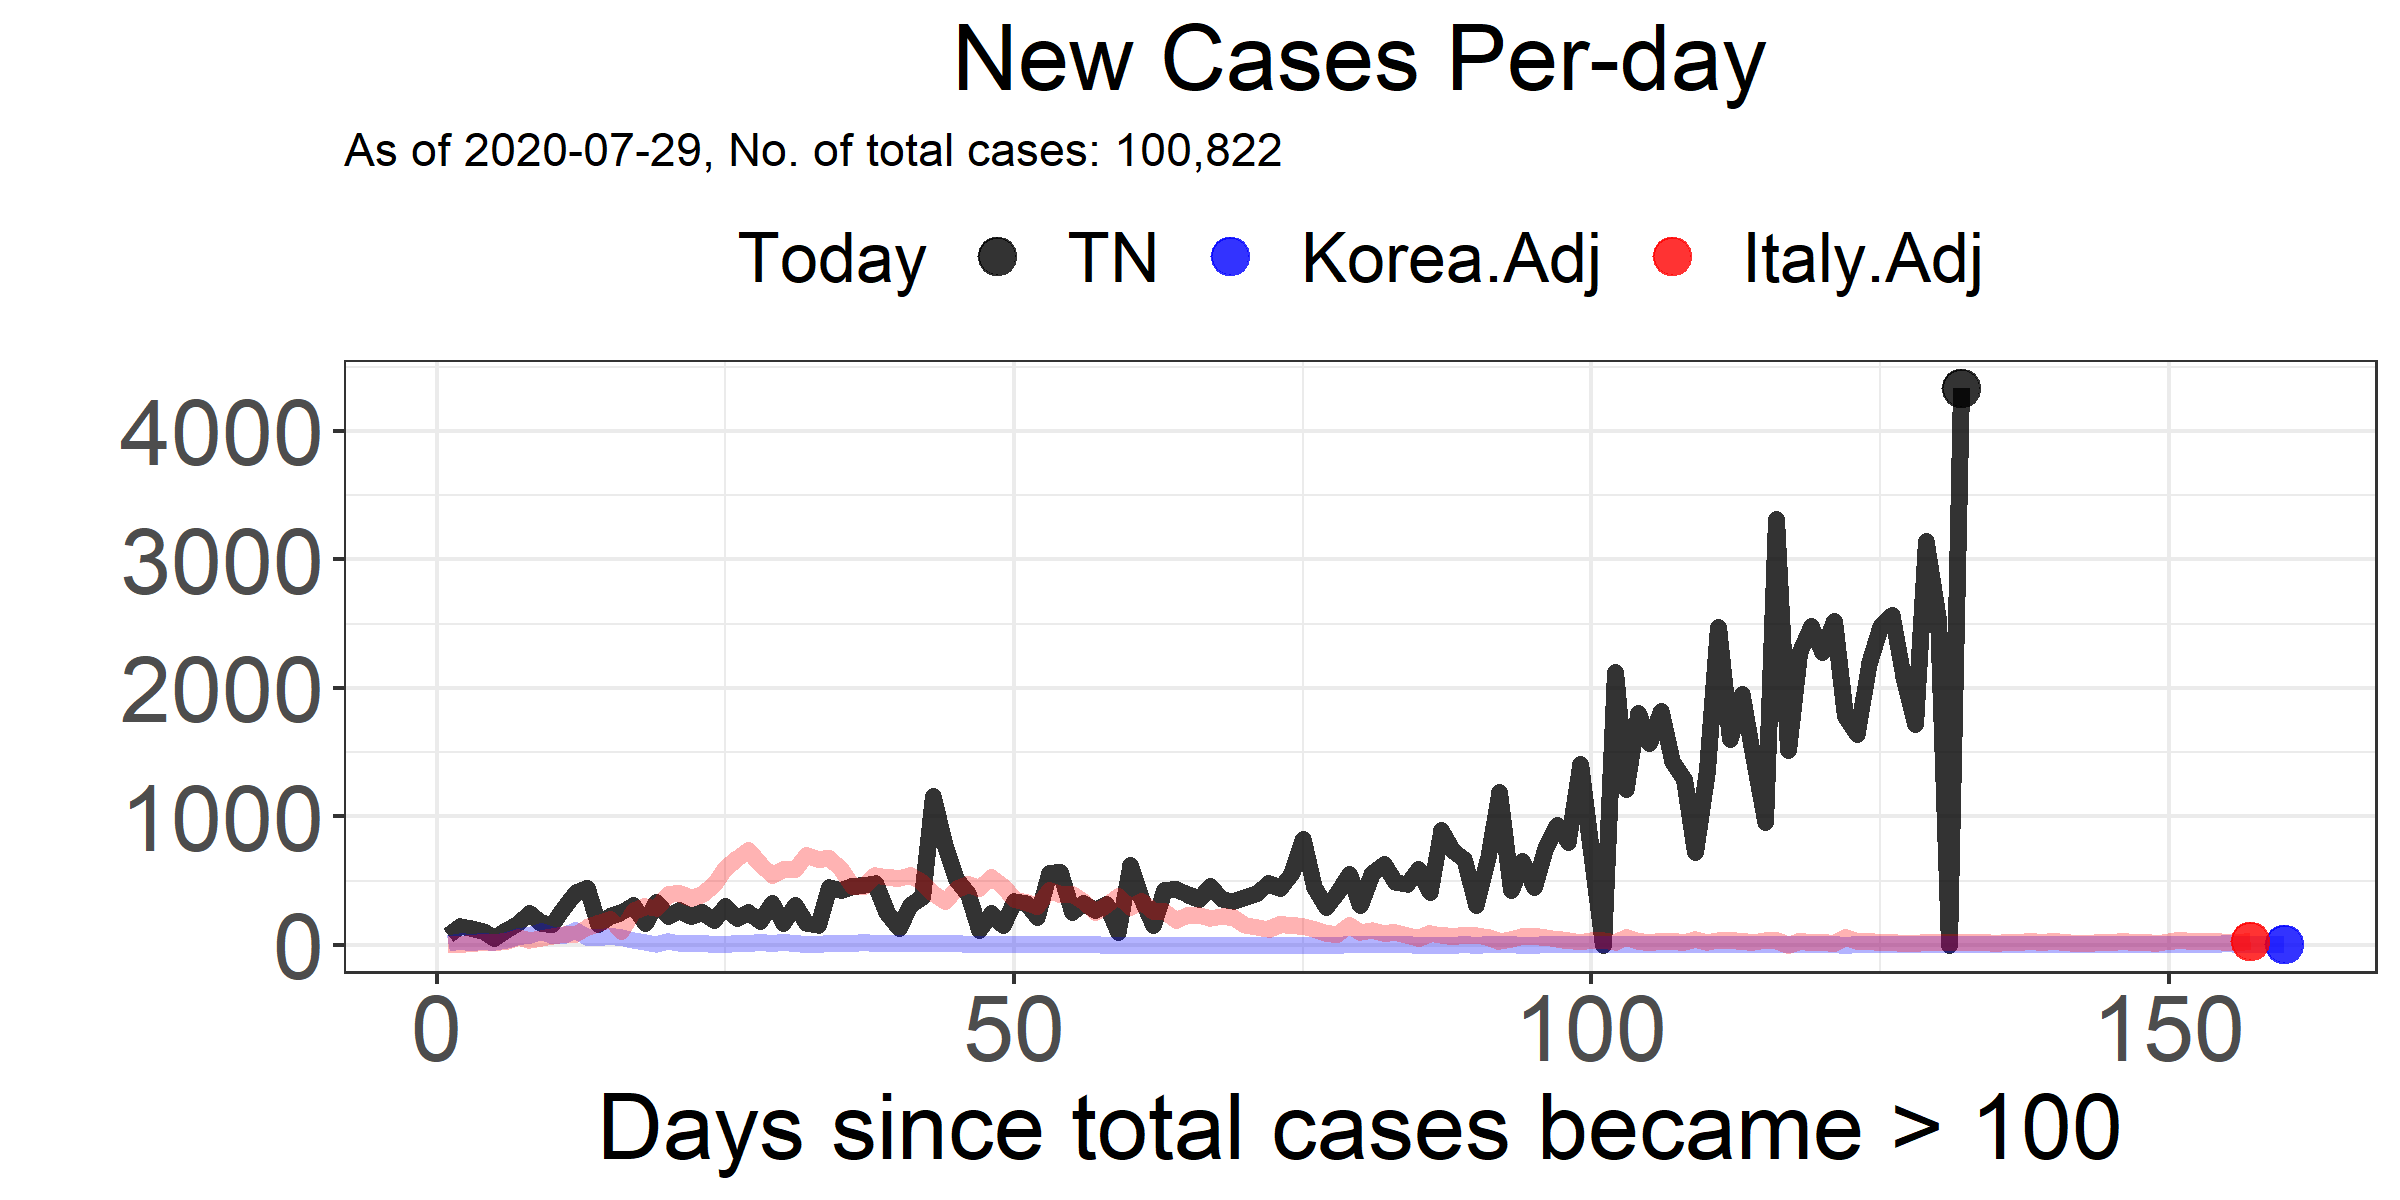 New Cases Per-day
As of 2020-07-29, No. of total cases: 100,822
Today TN Korea.Adj Italy.Adj
4000
3000
2000
1000
0
0 50 100 150
Days since total cases became > 100